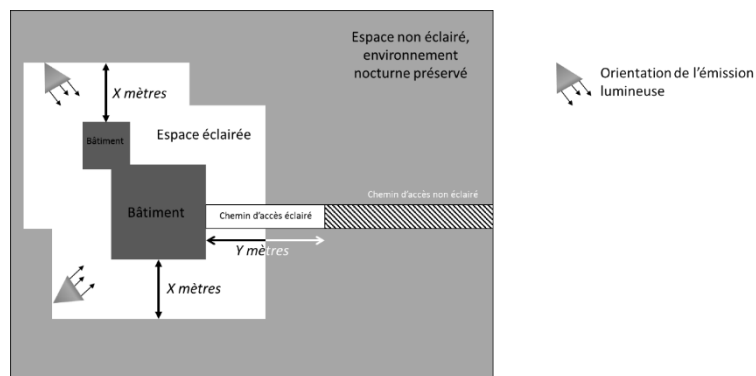 Espace non éclairé,
environnement
nocturne préservé
Orientation de l'émission
lumineuse
X mètres
Bâtiment
Espace éclairée
Chemin d'accès non éclairé
Bâtiment
Chemin d'accès éclairé
Y mètres
X mètres